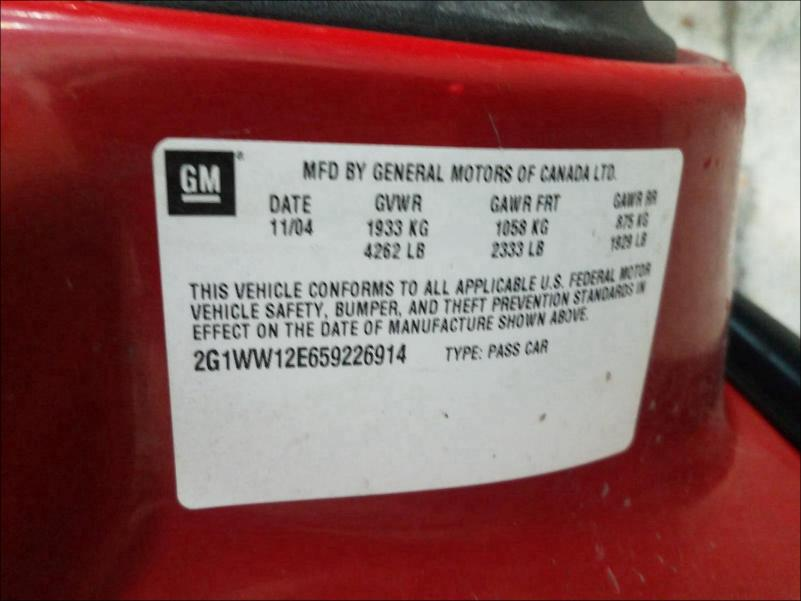 GM
MFD BY GENERAL MOTORS OF CANADA LTD.
DATE GVWR GAWR FRT GAWR RR
11/04 1933 KG 1058 KG 875 KG
4262 LB 2333 LB 1929 LB
THIS VEHICLE CONFORMS TO ALL APPLICABLE U.S. FEDERAL MOTOR
VEHICLE SAFETY, BUMPER, AND THEFT PREVENTION STANDARDS IN
EFFECT ON THE DATE OF MANUFACTURE SHOWN ABOVE.
2G1WW12E659226914 TYPE: PASS CAR